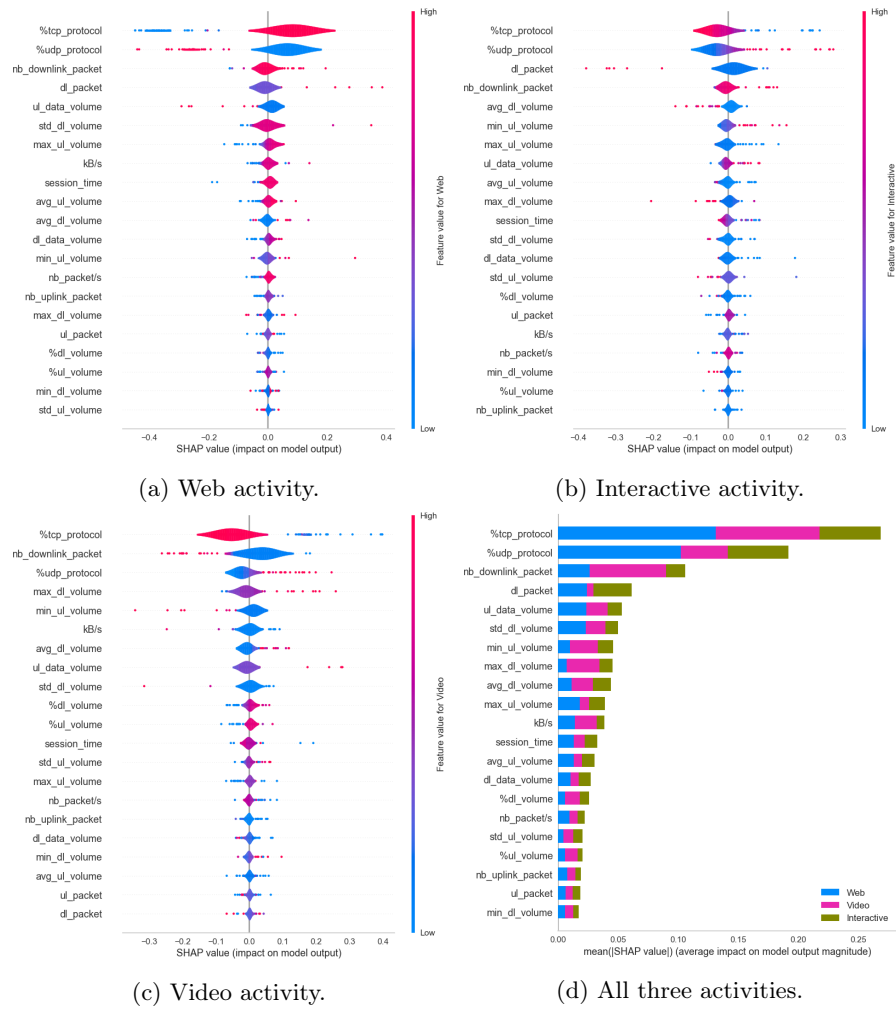 High
%tcp_protocol
%udp_protocol
nb_downlink_packet
dl_packet
ul_data_volume
std_dl_volume
max_ul_volume
kB/s
session_time
avg_ul_volume
avg_dl_volume
dl_data_volume
min_ul_volume
nb_packet/s
nb_uplink_packet
max_dl_volume
ul_packet
%dl_volume
%ul_volume
min_dl_volume
std_ul_volume
Feature value for Web
Low
−0.4 −0.2 0.0 0.2 0.4
SHAP value (impact on model output)
(a) Web activity.
High
%tcp_protocol
%udp_protocol
dl_packet
nb_downlink_packet
avg_dl_volume
min_ul_volume
max_ul_volume
ul_data_volume
avg_ul_volume
max_dl_volume
session_time
std_dl_volume
dl_data_volume
std_ul_volume
%dl_volume
ul_packet
kB/s
nb_packet/s
min_dl_volume
%ul_volume
nb_uplink_packet
Feature value for Interactive
Low
−0.4 −0.3 −0.2 −0.1 0.0 0.1 0.2 0.3
SHAP value (impact on model output)
(b) Interactive activity.
High
%tcp_protocol
nb_downlink_packet
%udp_protocol
max_dl_volume
min_ul_volume
kB/s
avg_dl_volume
ul_data_volume
std_dl_volume
%dl_volume
%ul_volume
session_time
std_ul_volume
max_ul_volume
nb_packet/s
nb_uplink_packet
dl_data_volume
min_dl_volume
avg_ul_volume
ul_packet
dl_packet
Feature value for Video
Low
−0.3 −0.2 −0.1 0.0 0.1 0.2 0.3 0.4
SHAP value (impact on model output)
(c) Video activity.
%tcp_protocol
%udp_protocol
nb_downlink_packet
dl_packet
ul_data_volume
std_dl_volume
min_ul_volume
max_dl_volume
avg_dl_volume
max_ul_volume
kB/s
session_time
avg_ul_volume
dl_data_volume
%dl_volume
nb_packet/s
std_ul_volume
%ul_volume
nb_uplink_packet
ul_packet
min_dl_volume
Web
Video
Interactive
0.00 0.05 0.10 0.15 0.20 0.25
mean(|SHAP value|) (average impact on model output magnitude)
(d) All three activities.